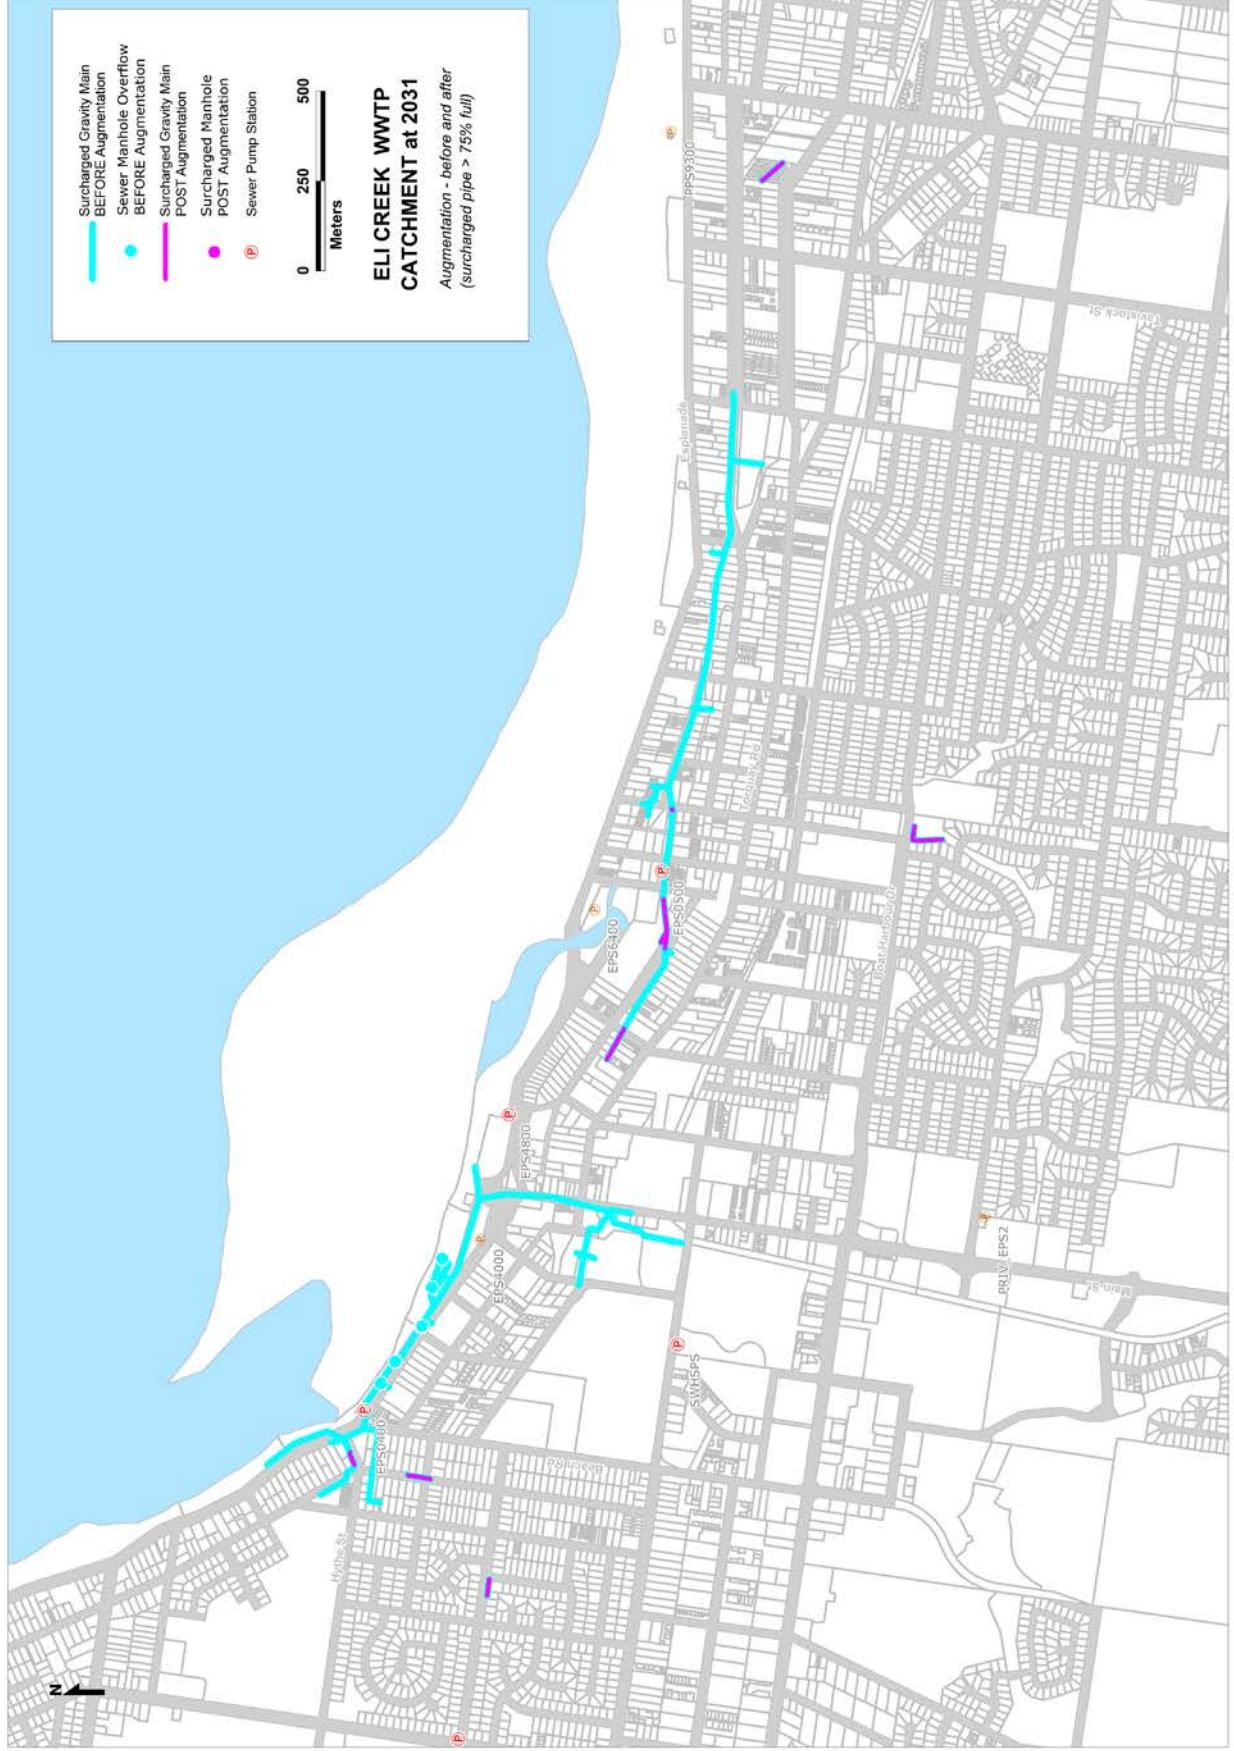 Surcharged Gravity Main
BEFORE Augmentation
Sewer Manhole Overflow
BEFORE Augmentation
Surcharged Gravity Main
POST Augmentation
Surcharged Manhole
POST Augmentation
P
Sewer Pump Station
0
250
500
Meters
ELI CREEK WWTP
CATCHMENT at 2031
Augmentation - before and after
(surcharged pipe > 75% full)
N
Hythe St
EPS0400
Beach Rd
EPS4000
EPS4800
SWHSPS
PRIV_EPS2
Main St
EPS6400
Boat Harbour Dr
Torquay Rd
Esplanade
PPS9300
Tavistock St
P
P
P
P
P
P
P
P
P